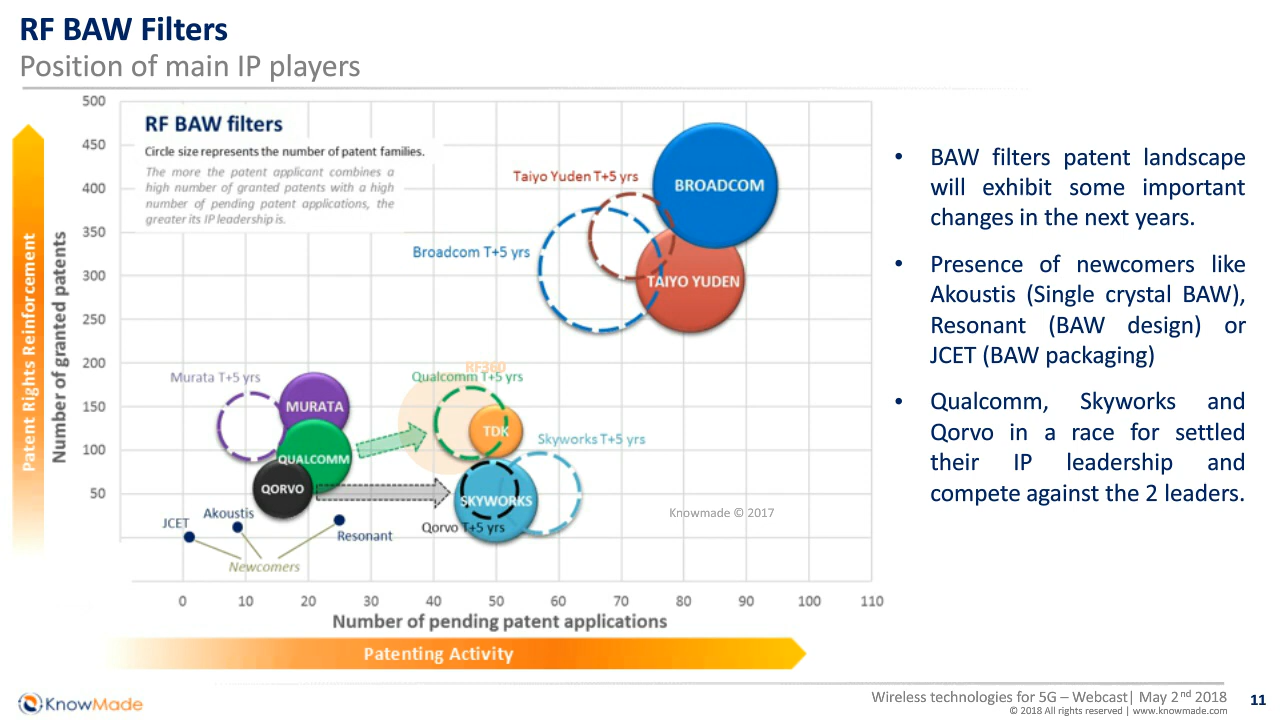 RF BAW Filters
Position of main IP players
Patent Rights Reinforcement
Number of granted patents
500
450
400
350
300
250
200
150
100
50
RF BAW filters
Circle size represents the number of patent families.
The more the patent applicant combines a
high number of granted patents with a high
number of pending patent applications, the
greater its IP leadership is.
Taiyo Yuden T+5 yrs
BROADCOM
Broadcom T+5 yrs
TAIYO YUDEN
RF360
Murata T+5 yrs
Qualcomm T+5 yrs
MURATA
TDK
Skyworks T+5 yrs
QUALCOMM
QORVO
SKYWORKS
Knowmade © 2017
JCET
Akoustis
Qorvo T+5 yrs
Resonant
Newcomers
0 10 20 30 40 50 60 70 80 90 100 110
Number of pending patent applications
Patenting Activity
• BAW filters patent landscape
will exhibit some important
changes in the next years.
• Presence of newcomers like
Akoustis (Single crystal BAW),
Resonant (BAW design) or
JCET (BAW packaging)
• Qualcomm, Skyworks and
Qorvo in a race for settled
their IP leadership and
compete against the 2 leaders.
KnowMade
Wireless technologies for 5G – Webcast| May 2nd 2018
© 2018 All rights reserved | www.knowmade.com
11